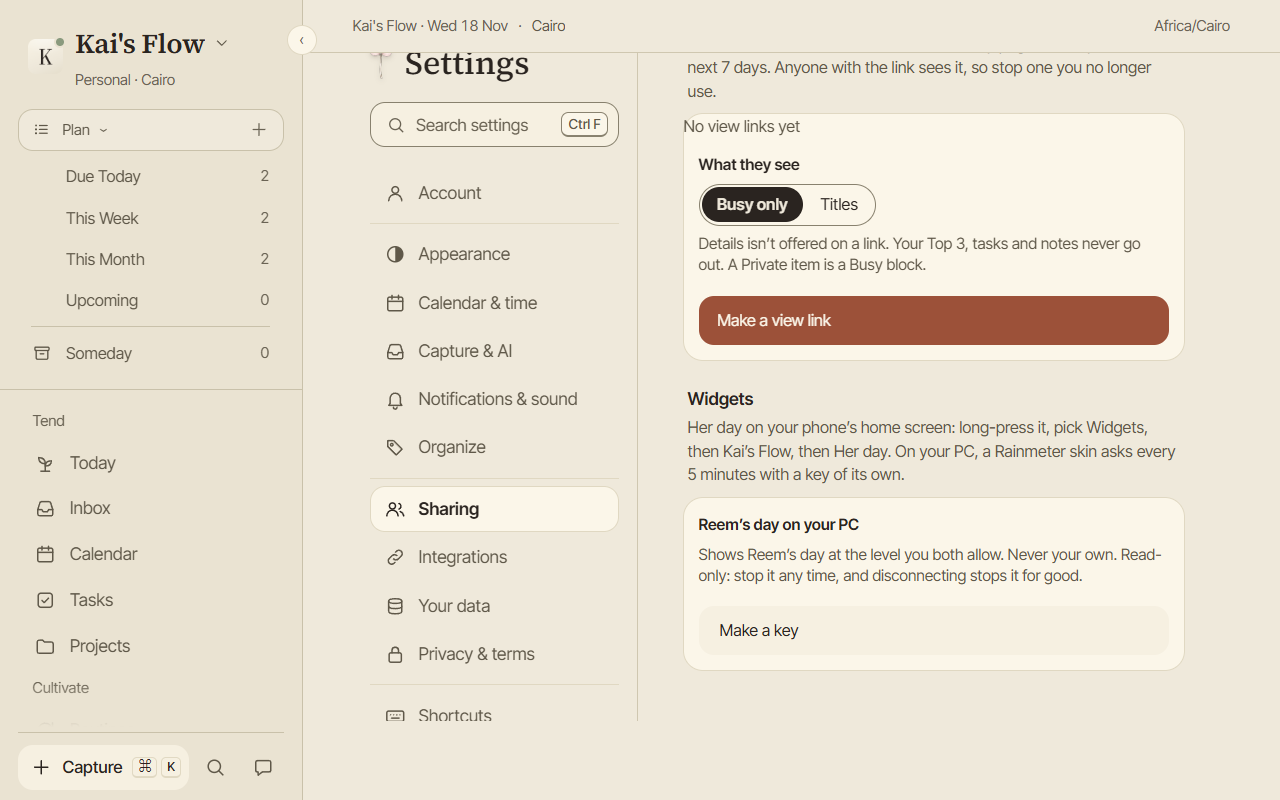 K
Kai's Flow
Personal · Cairo
Plan
Due Today 2
This Week 2
This Month 2
Upcoming 0
Someday 0
Tend
Today
Inbox
Calendar
Tasks
Projects
Cultivate
Capture ⌘ K
Kai's Flow · Wed 18 Nov · Cairo
Africa/Cairo
Settings
Search settings Ctrl F
Account
Appearance
Calendar & time
Capture & AI
Notifications & sound
Organize
Sharing
Integrations
Your data
Privacy & terms
Shortcuts
next 7 days. Anyone with the link sees it, so stop one you no longer
use.
No view links yet
What they see
Busy only Titles
Details isn’t offered on a link. Your Top 3, tasks and notes never go
out. A Private item is a Busy block.
Make a view link
Widgets
Her day on your phone’s home screen: long-press it, pick Widgets,
then Kai’s Flow, then Her day. On your PC, a Rainmeter skin asks every
5 minutes with a key of its own.
Reem’s day on your PC
Shows Reem’s day at the level you both allow. Never your own. Read-
only: stop it any time, and disconnecting stops it for good.
Make a key